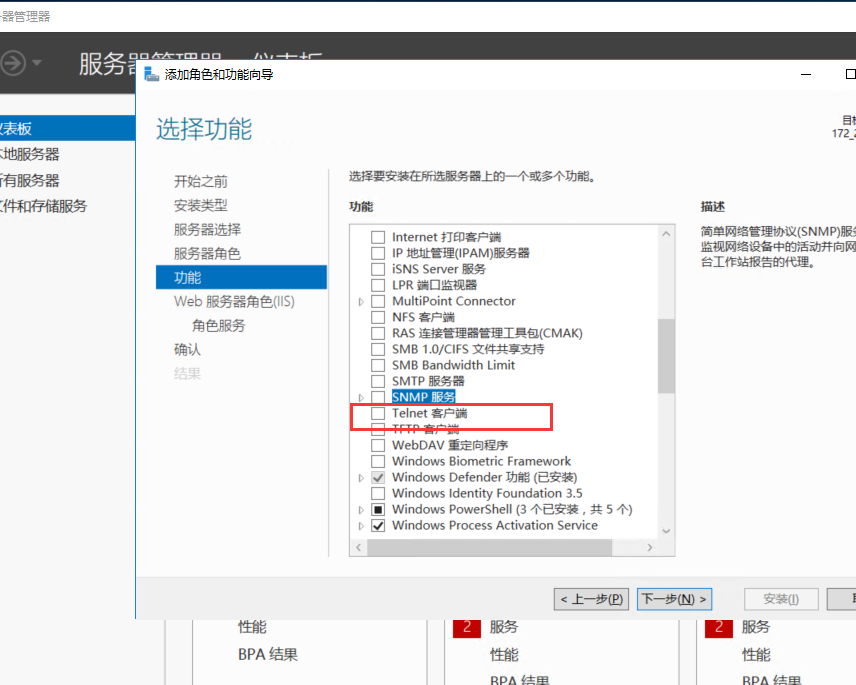 器管理器
服务器管理器
仪表板
添加角色和功能向导
表板
地服务器
有服务器
件和存储服务
选择功能
目标
172_2
开始之前
安装类型
服务器选择
服务器角色
功能
Web 服务器角色(IIS)
角色服务
确认
结果
选择要安装在所选服务器上的一个或多个功能。
功能
Internet 打印客户端
IP 地址管理(IPAM)服务器
iSNS Server 服务
LPR 端口监视器
MultiPoint Connector
NFS 客户端
RAS 连接管理器管理工具包(CMAK)
SMB 1.0/CIFS 文件共享支持
SMB Bandwidth Limit
SMTP 服务器
SNMP 服务
Telnet 客户端
TFTP 客户端
WebDAV 重定向程序
Windows Biometric Framework
Windows Defender 功能 (已安装)
Windows Identity Foundation 3.5
Windows PowerShell (3 个已安装，共 5 个)
Windows Process Activation Service
描述
简单网络管理协议(SNMP)服务
监视网络设备中的活动并向网
台工作站报告的代理。
< 上一步(P)
下一步(N) >
安装(I)
性能
BPA 结果
2 服务
性能
BPA 结果
2 服务
性能
BPA 结果